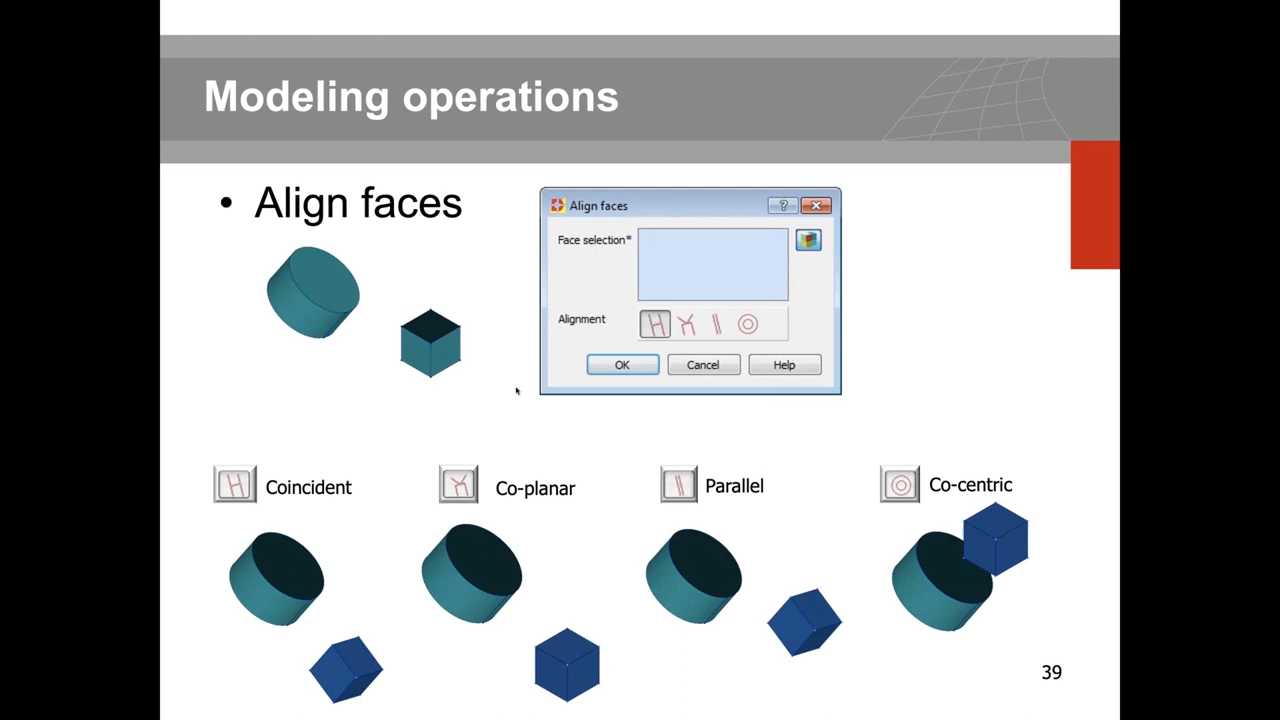 Modeling operations
• Align faces
Align faces
?
Face selection*
Alignment
OK Cancel Help
Coincident Co-planar Parallel Co-centric
39